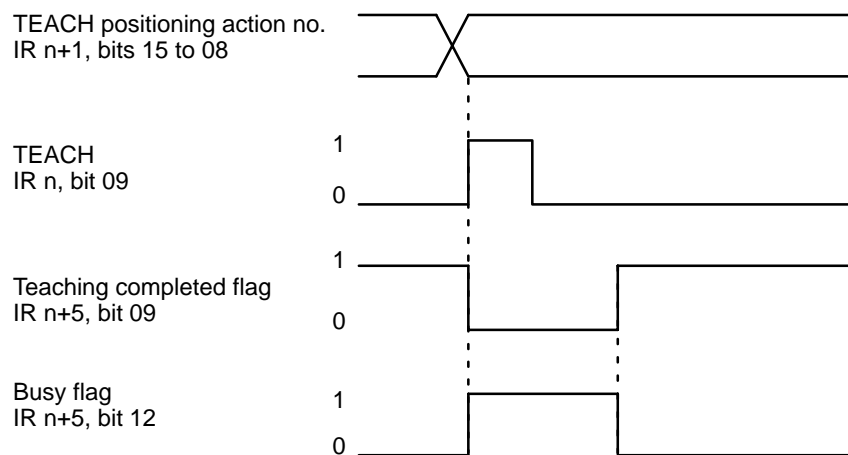 TEACH positioning action no.
IR n+1, bits 15 to 08
TEACH
IR n, bit 09
1
0
Teaching completed flag
IR n+5, bit 09
1
0
Busy flag
IR n+5, bit 12
1
0